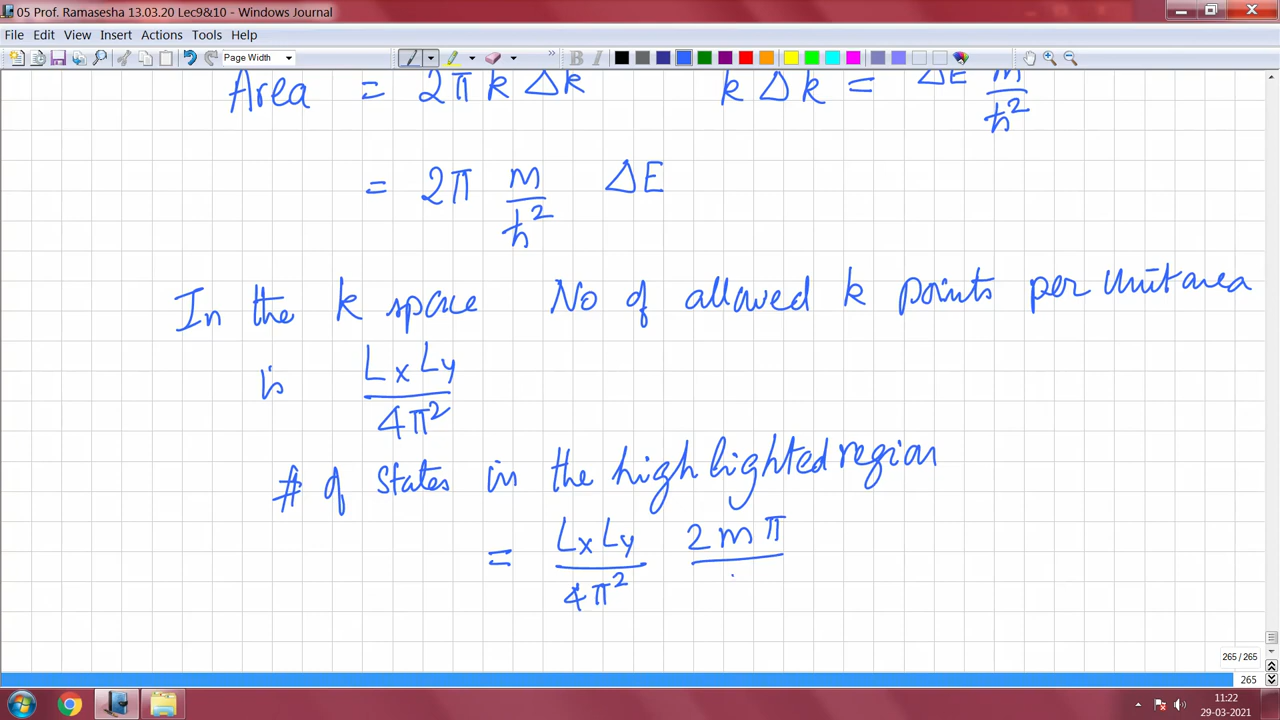 05 Prof. Ramasesha 13.03.20 Lec9&10 - Windows Journal
File Edit View Insert Actions Tools Help
Page Width
Area = 2π k Δk k Δk = ΔE m/ħ²
= 2π m/ħ² ΔE
In the k space No of allowed k points per unit area
is LxLy/4π²
# of states in the highlighted region
= LxLy/4π² 2mπ
265 / 265
265
11:22
29-03-2021